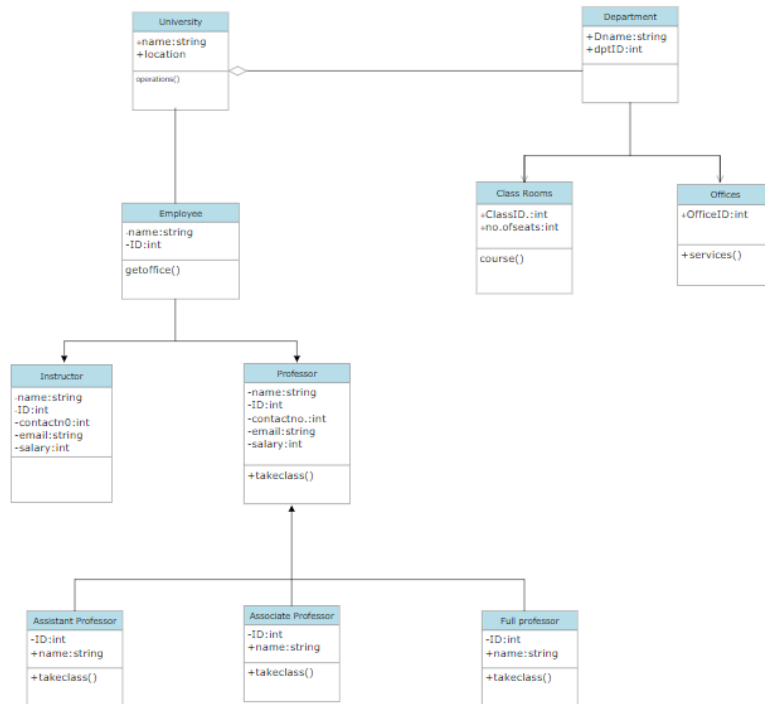 University
+name:string
+location
operations()
Department
+Dname:string
+dptID:int
Employee
-name:string
-ID:int
getoffice()
Class Rooms
+ClassID.:int
+no.ofseats:int
course()
Offices
+OfficeID:int
+services()
Instructor
-name:string
-ID:int
-contactn0:int
-email:string
-salary:int
Professor
-name:string
-ID:int
-contactno.:int
-email:string
-salary:int
+takeclass()
Assistant Professor
-ID:int
+name:string
+takeclass()
Associate Professor
-ID:int
+name:string
+takeclass()
Full professor
-ID:int
+name:string
+takeclass()